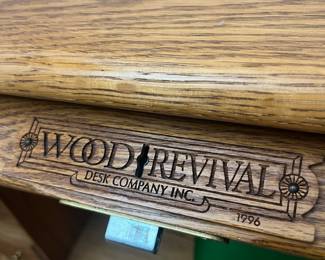 WOOD REVIVAL
DESK COMPANY INC.
1996